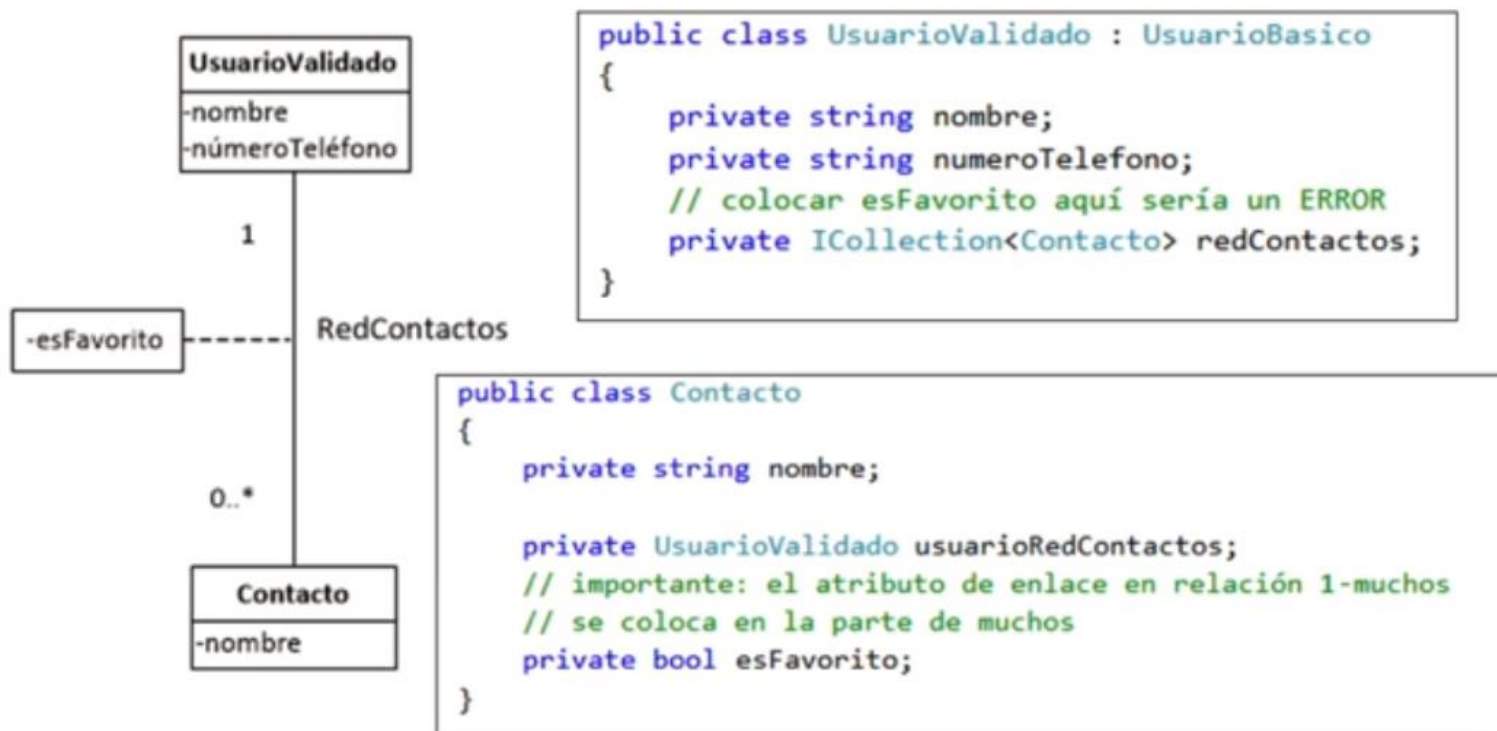 UsuarioValidado
-nombre
-númeroTeléfono
1
-esFavorito
RedContactos
0..*
Contacto
-nombre
public class UsuarioValidado : UsuarioBasico
{
    private string nombre;
    private string numeroTelefono;
    // colocar esFavorito aquí sería un ERROR
    private ICollection<Contacto> redContactos;
}
public class Contacto
{
    private string nombre;
    private UsuarioValidado usuarioRedContactos;
    // importante: el atributo de enlace en relación 1-muchos
    // se coloca en la parte de muchos
    private bool esFavorito;
}